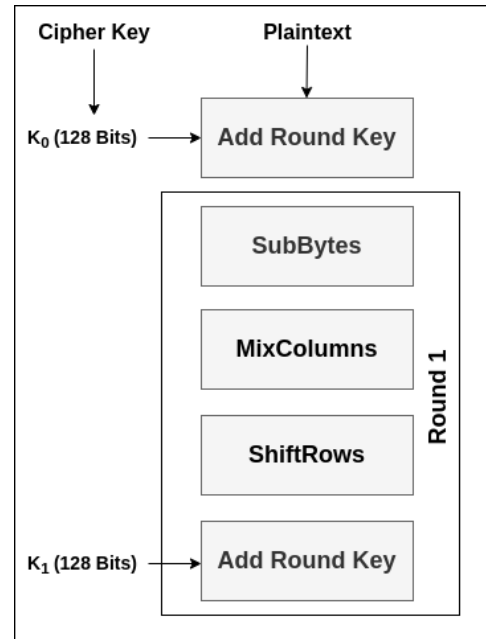 Cipher Key
Plaintext
K₀ (128 Bits)
Add Round Key
SubBytes
MixColumns
ShiftRows
Round 1
K₁ (128 Bits)
Add Round Key